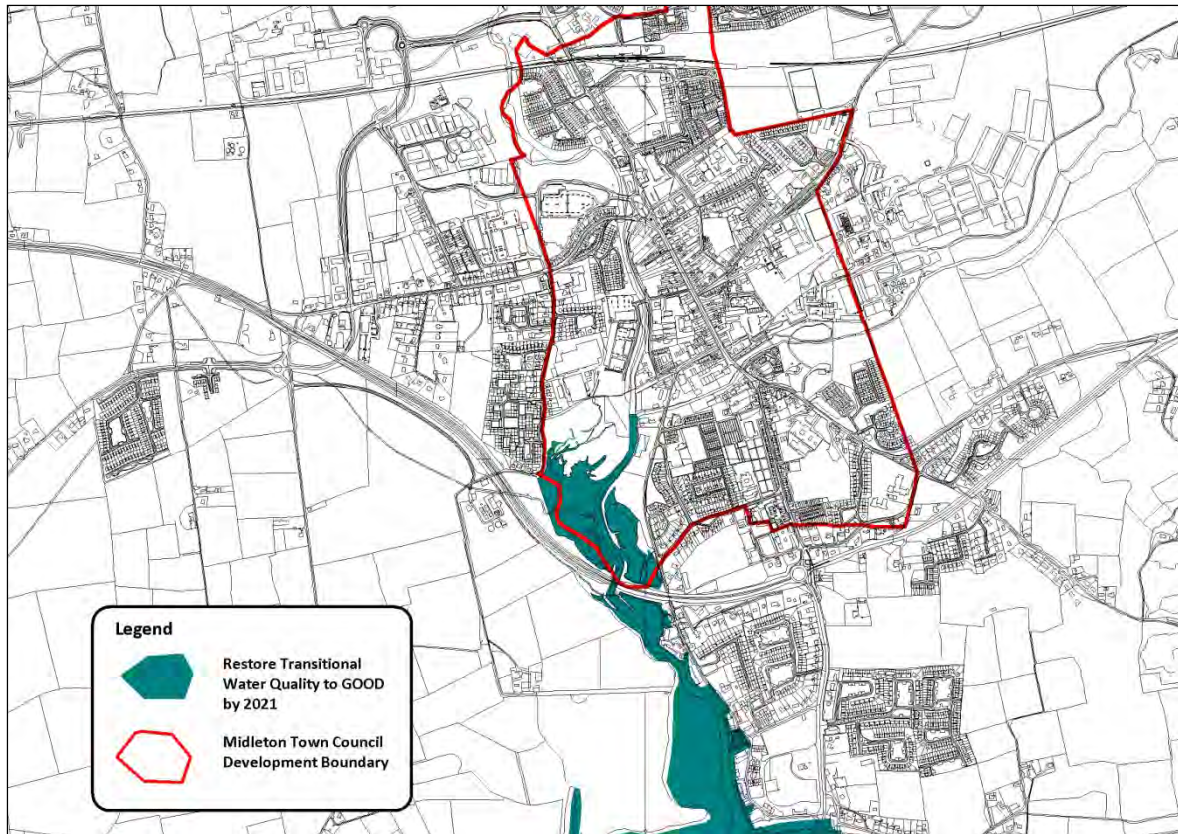 Legend
Restore Transitional
Water Quality to GOOD
by 2021
Midleton Town Council
Development Boundary